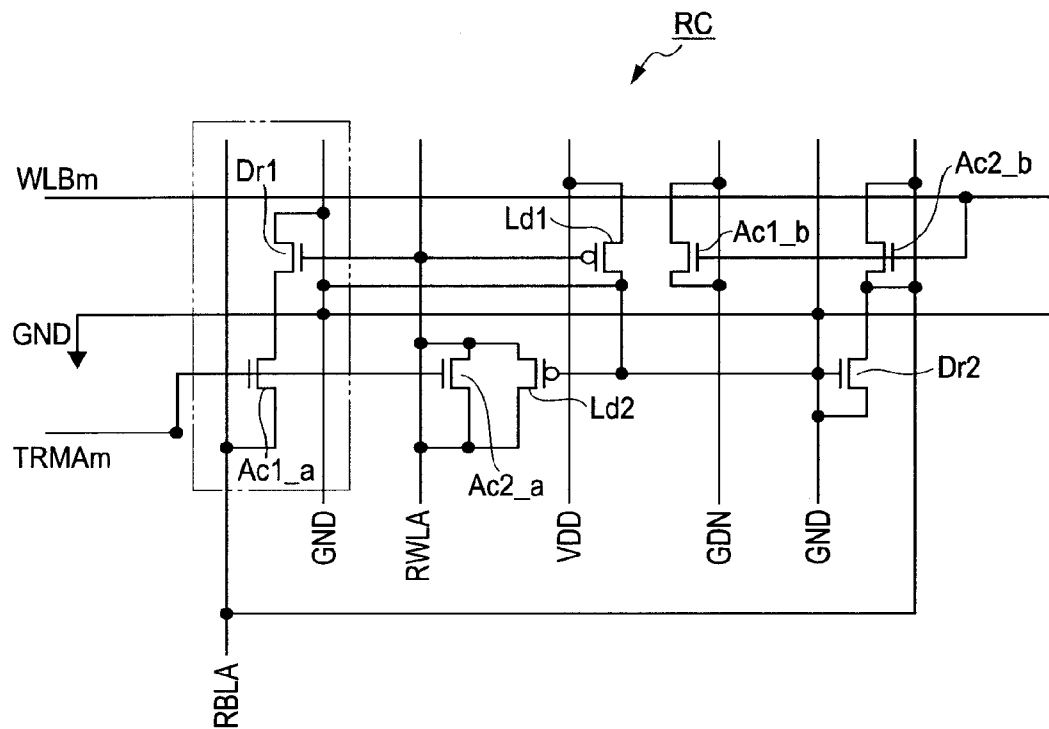 RC
WLBm
Dr1
Ld1
Ac1_b
Ac2_b
GND
TRMAm
Ac1_a
Ac2_a
Ld2
Dr2
GND
RWLA
VDD
GDN
GND
RBLA